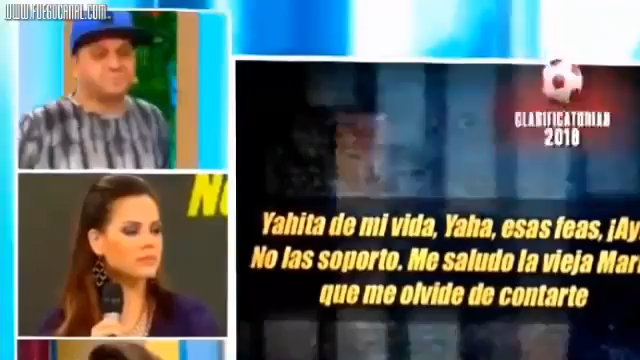 WWW.FUEGOCANAL.COM
CLASIFICATORIAS
2018
Yahita de mi vida, Yaha, esas feas, ¡Ay,
No las soporto. Me saludo la vieja Mari
que me olvide de contarte